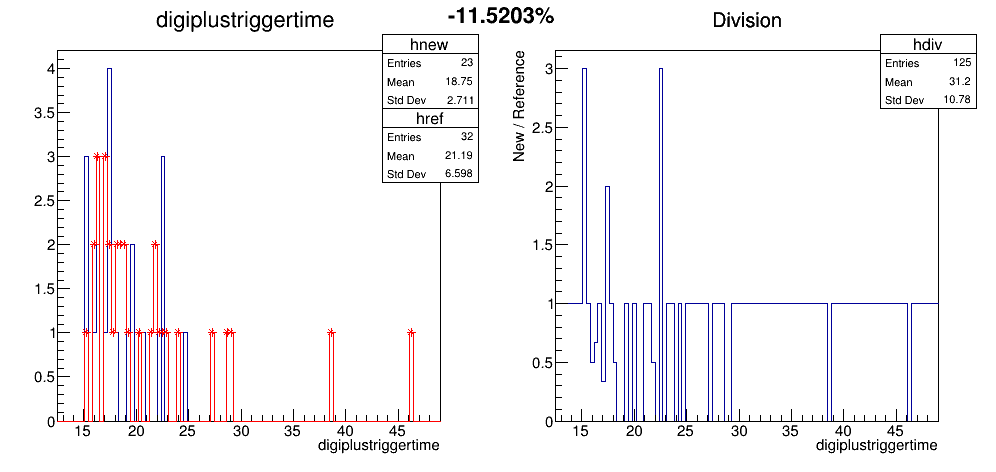 digiplustriggertime
-11.5203%
Division
hnew
Entries 23
Mean 18.75
Std Dev 2.711
href
Entries 32
Mean 21.19
Std Dev 6.598
4
3.5
3
2.5
2
1.5
1
0.5
0
15 20 25 30 35 40 45
digiplustriggertime
hdiv
Entries 125
Mean 31.2
Std Dev 10.78
New / Reference
3
2.5
2
1.5
1
0.5
0
15 20 25 30 35 40 45
digiplustriggertime